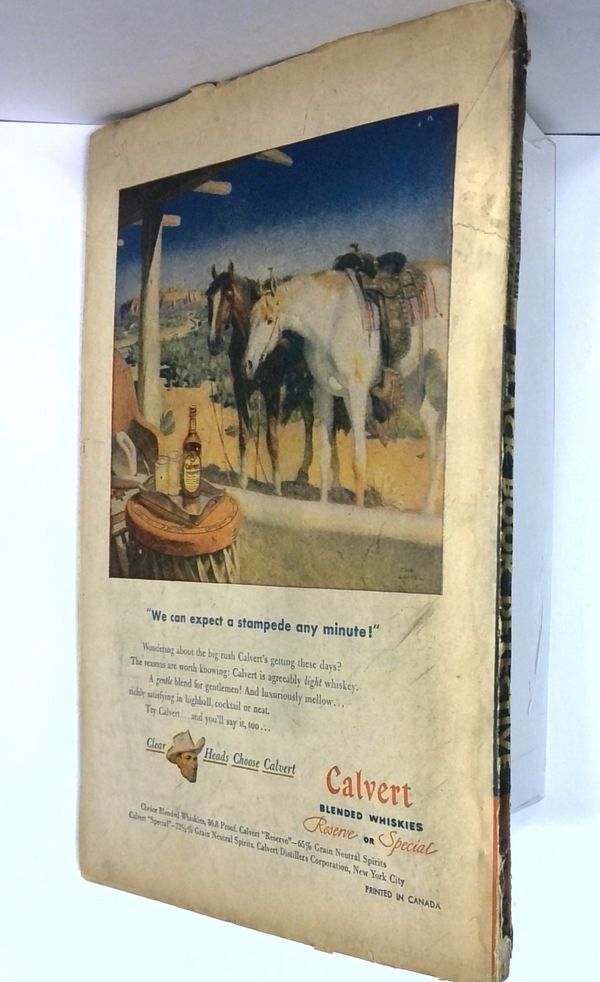 "We can expect a stampede any minute!"
Wondering about the big rush Calvert's getting these days?
The reasons are worth knowing: Calvert is agreeably light whiskey.
A gentle blend for gentlemen! And luxuriously mellow...
richly satisfying in highball, cocktail or neat.
Try Calvert ... and you'll say it, too...
Clear Heads Choose Calvert
Calvert
BLENDED WHISKIES
Reserve OR Special
Choice Blended Whiskies, 86.8 Proof. Calvert "Reserve"—65% Grain Neutral Spirits
Calvert "Special"—72½% Grain Neutral Spirits. Calvert Distillers Corporation, New York City
PRINTED IN CANADA
BLACK BOOK DETECTIVE